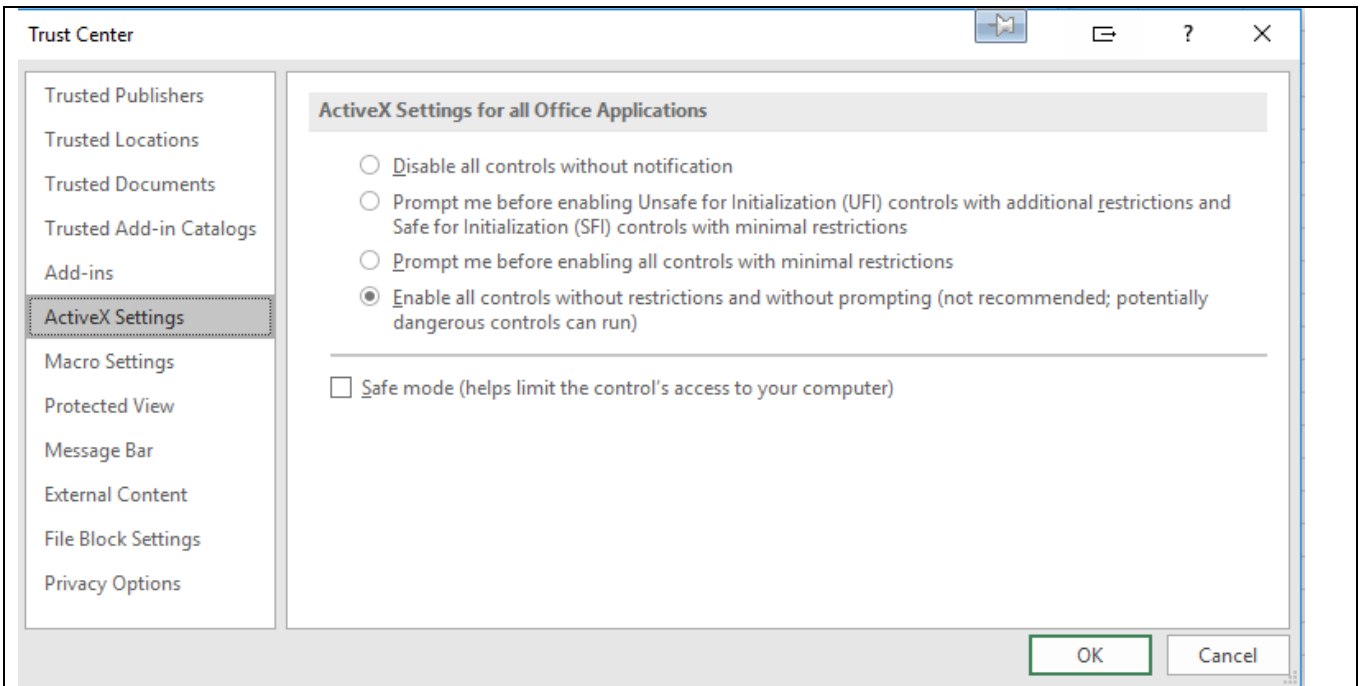 Trust Center
?
Trusted Publishers
Trusted Locations
Trusted Documents
Trusted Add-in Catalogs
Add-ins
ActiveX Settings
Macro Settings
Protected View
Message Bar
External Content
File Block Settings
Privacy Options
ActiveX Settings for all Office Applications
Disable all controls without notification
Prompt me before enabling Unsafe for Initialization (UFI) controls with additional restrictions and
Safe for Initialization (SFI) controls with minimal restrictions
Prompt me before enabling all controls with minimal restrictions
Enable all controls without restrictions and without prompting (not recommended; potentially
dangerous controls can run)
Safe mode (helps limit the control's access to your computer)
OK
Cancel